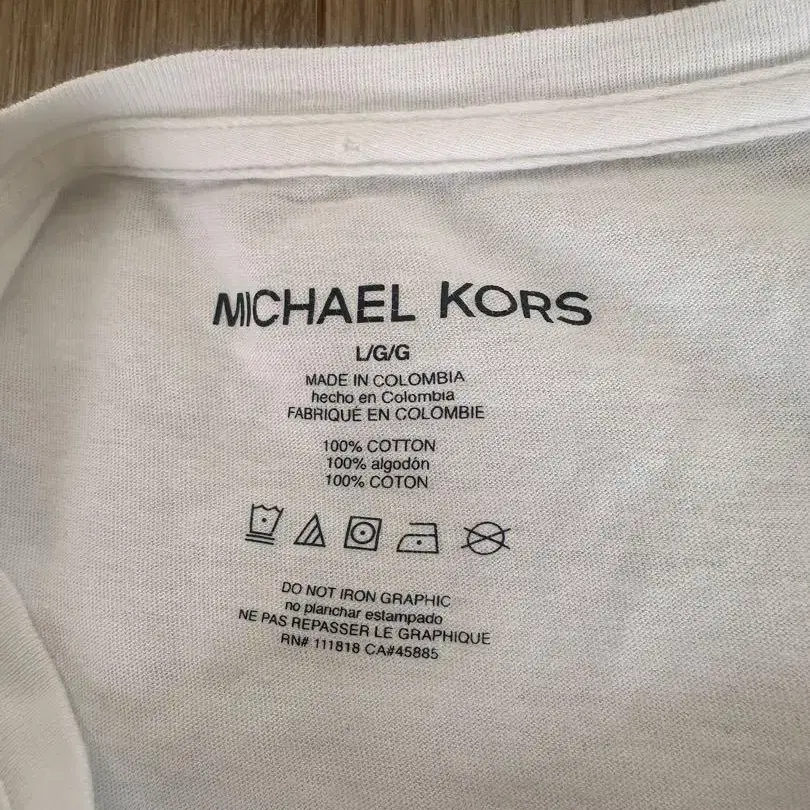 MICHAEL KORS
L/G/G
MADE IN COLOMBIA
hecho en Colombia
FABRIQUÉ EN COLOMBIE
100% COTTON
100% algodón
100% COTON
DO NOT IRON GRAPHIC
no planchar estampado
NE PAS REPASSER LE GRAPHIQUE
RN# 111818 CA#45885